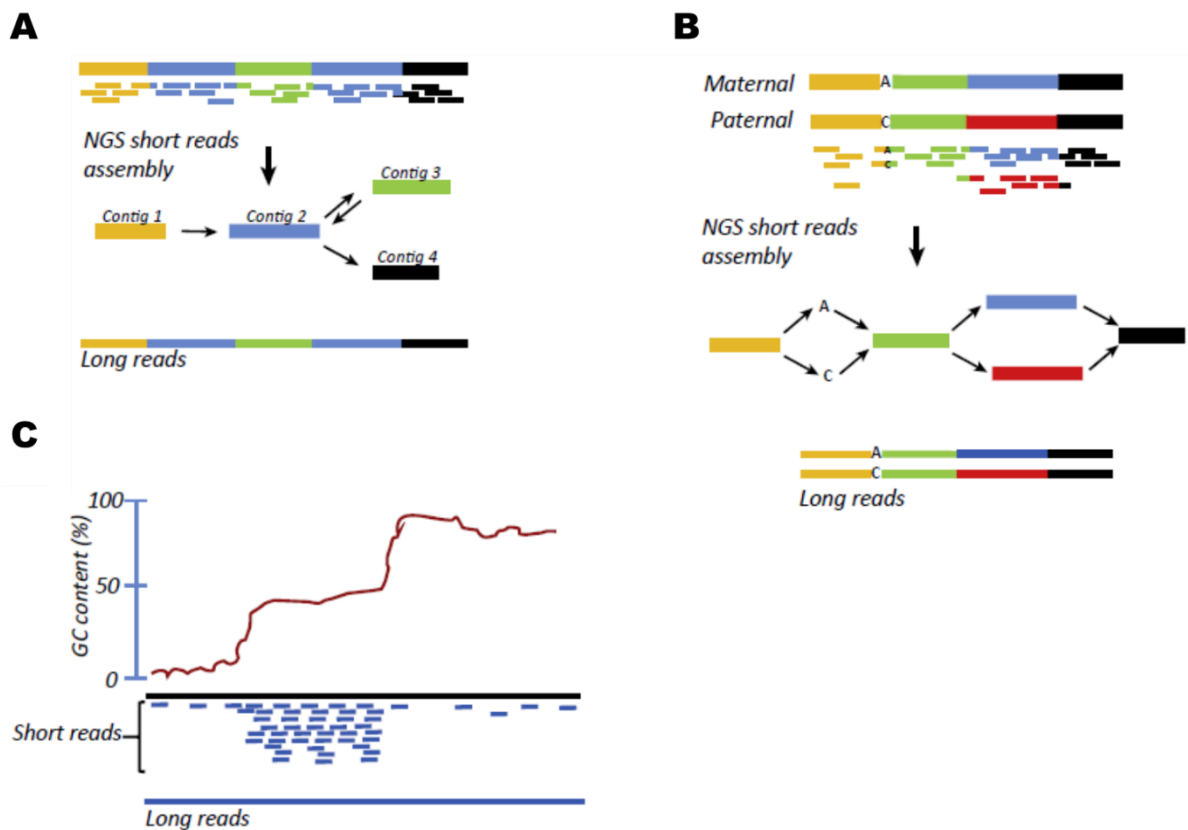 A
NGS short reads
assembly
Contig 1
Contig 2
Contig 3
Contig 4
Long reads
B
Maternal
A
Paternal
C
A
C
NGS short reads
assembly
A
C
A
C
Long reads
C
GC content (%)
100
50
0
Short reads
Long reads